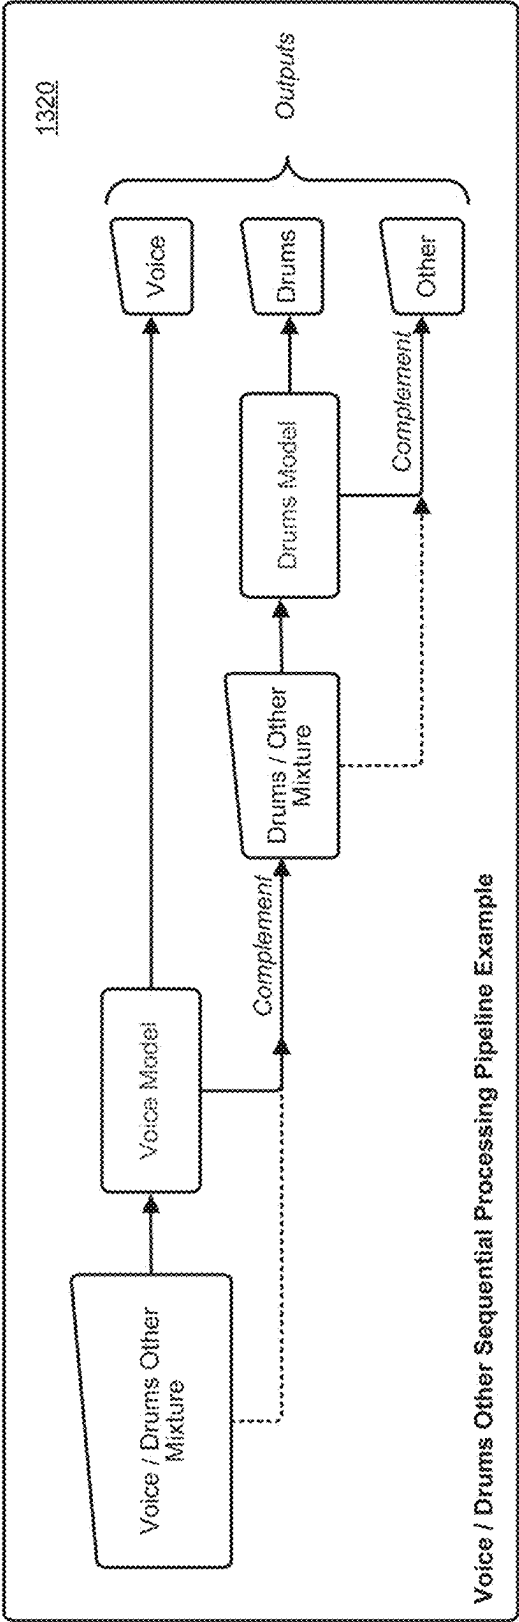 1320
Voice / Drums Other
Mixture
Voice Model
Voice
Complement
Drums / Other
Mixture
Drums Model
Drums
Complement
Other
Outputs
Voice / Drums Other Sequential Processing Pipeline Example